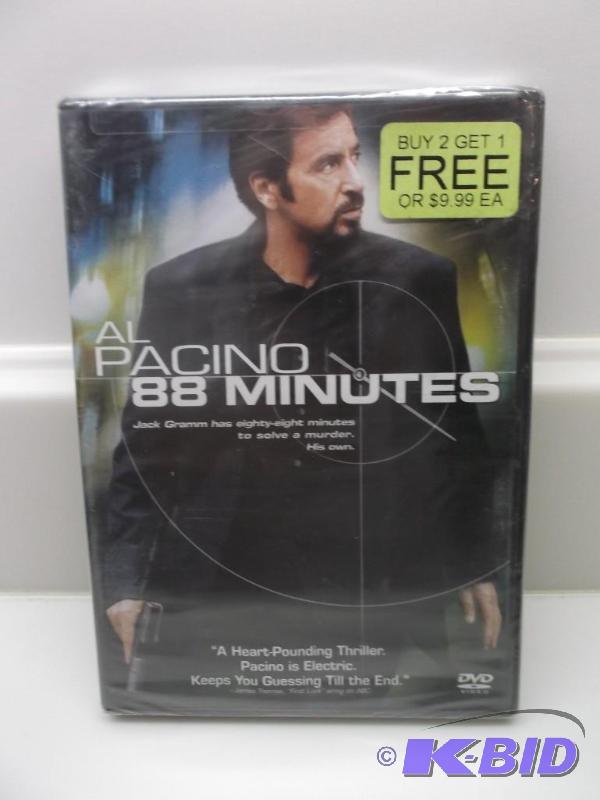 BUY 2 GET 1
FREE
OR $9.99 EA
AL
PACINO
88 MINUTES
Jack Gramm has eighty-eight minutes
to solve a murder.
His own.
"A Heart-Pounding Thriller.
Pacino is Electric.
Keeps You Guessing Till the End."
DVD
VIDEO
© K-BID